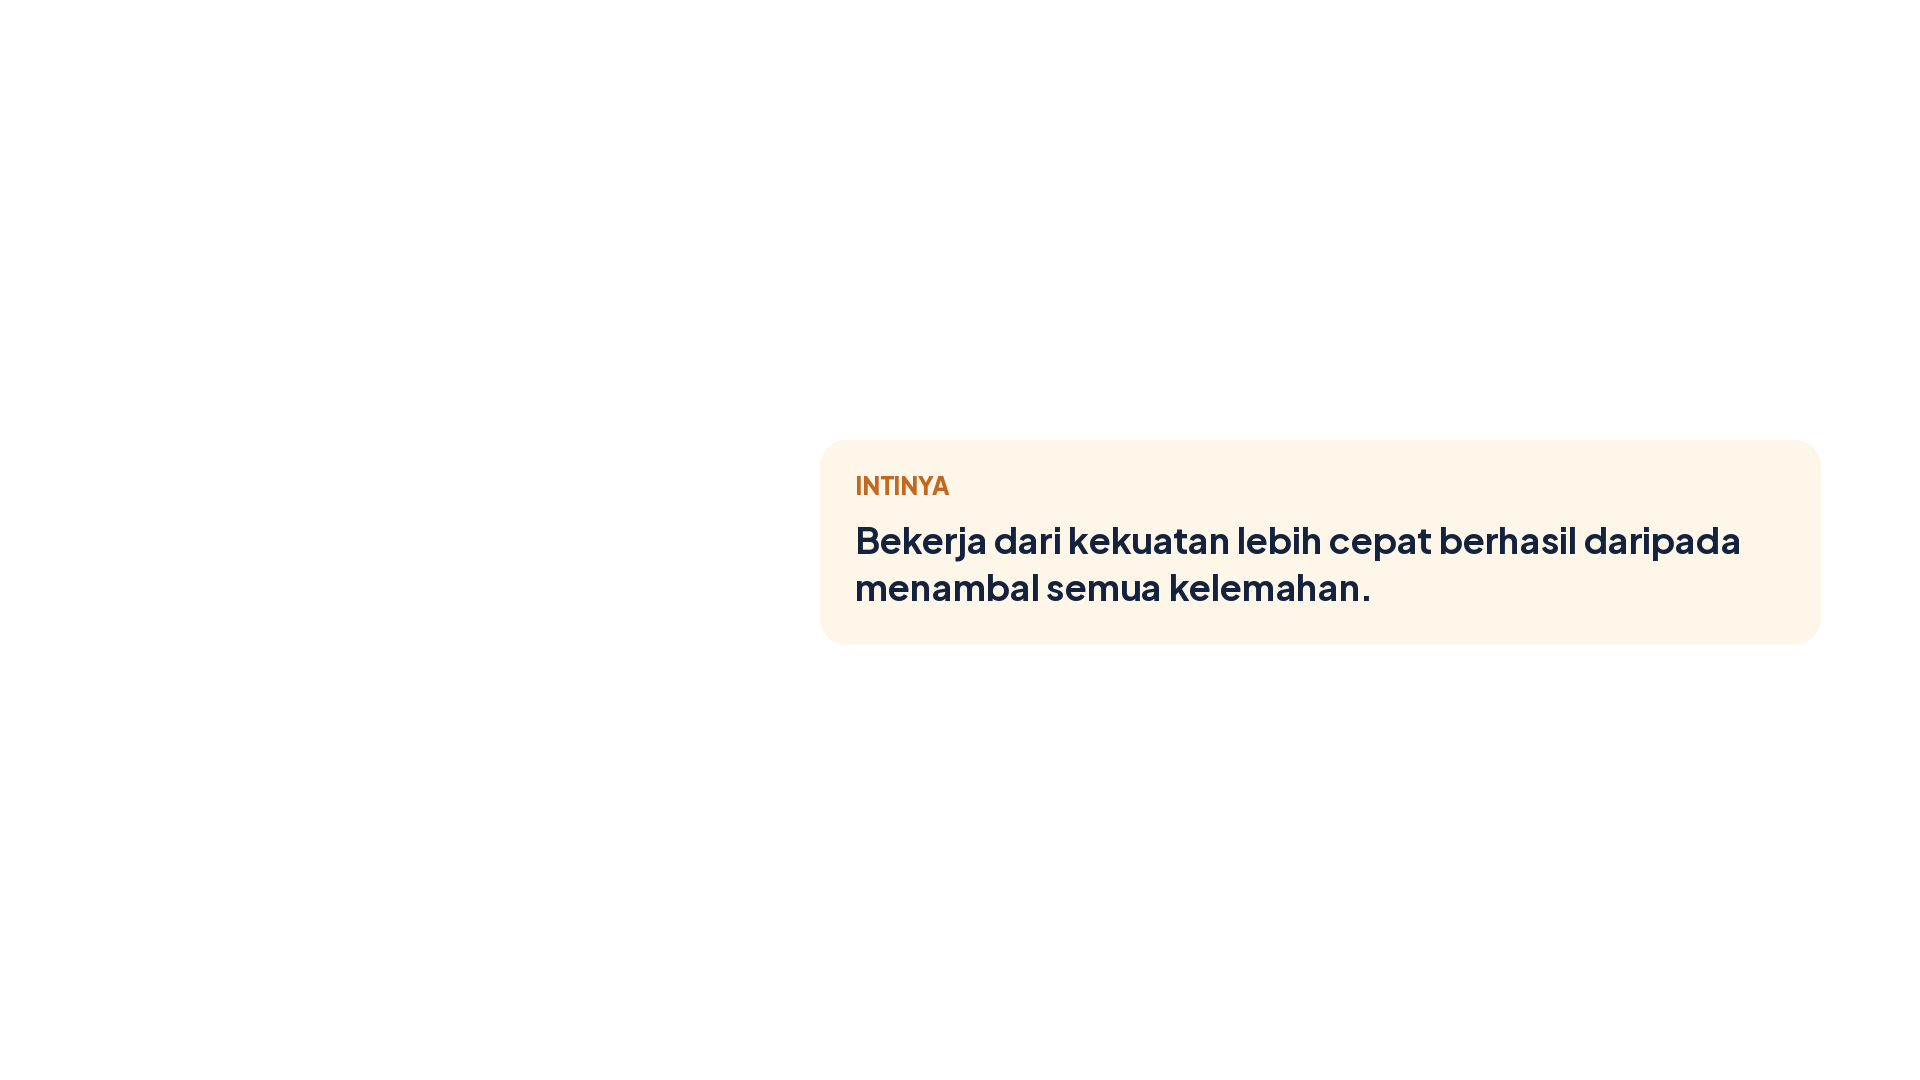 INTINYA
Bekerja dari kekuatan lebih cepat berhasil daripada
menambal semua kelemahan.